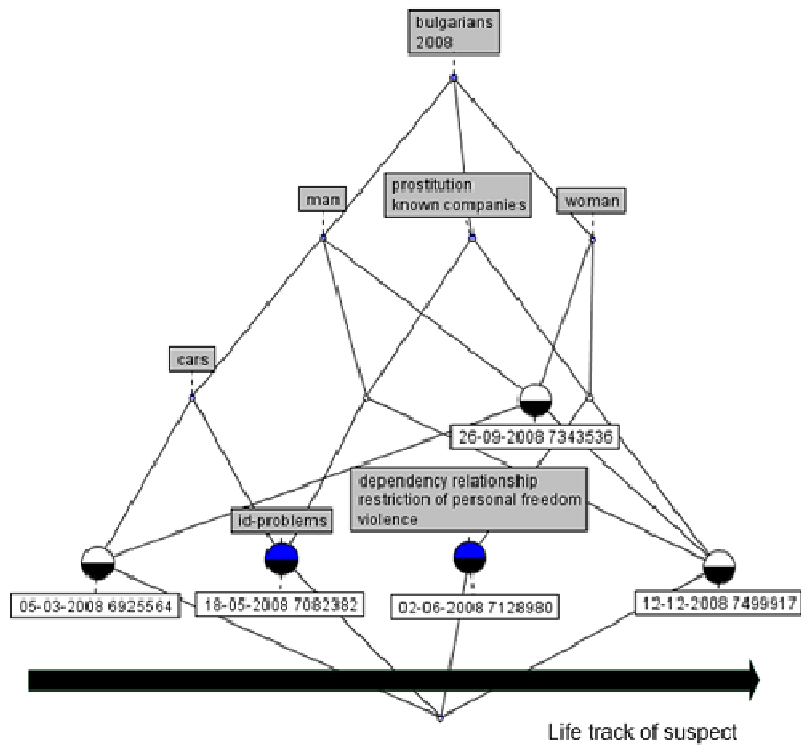 bulgarians
2008
man
prostitution
known companies
woman
cars
26-09-2008 7343536
dependency relationship
restriction of personal freedom
violence
id-problems
05-03-2008 6925564
18-05-2008 7082382
02-06-2008 7128980
12-12-2008 7499917
Life track of suspect